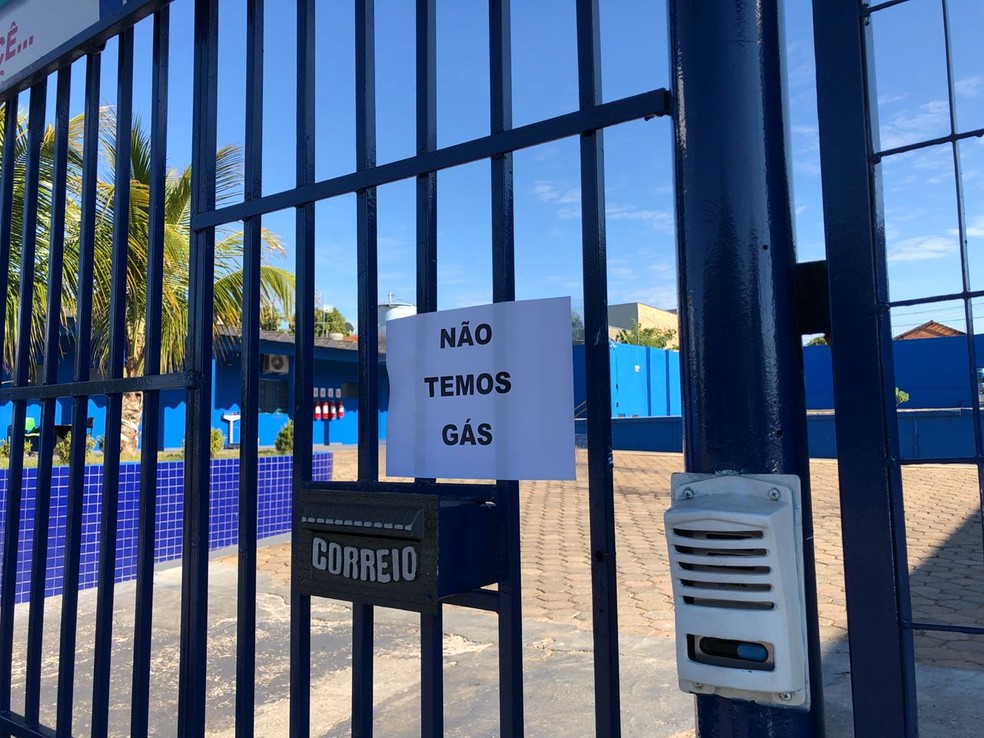 Ê...
NÃO
TEMOS
GÁS
CORREIO